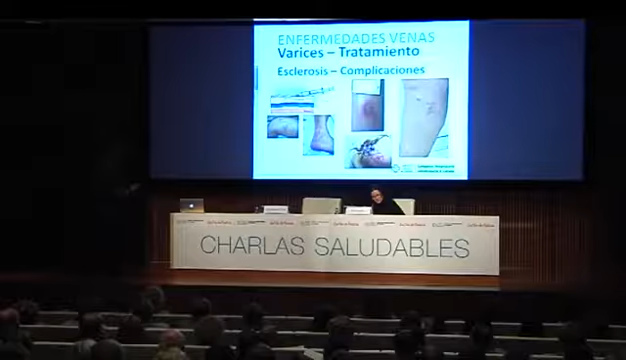 ENFERMEDADES VENAS
Varices – Tratamiento
Esclerosis – Complicaciones
CHARLAS SALUDABLES